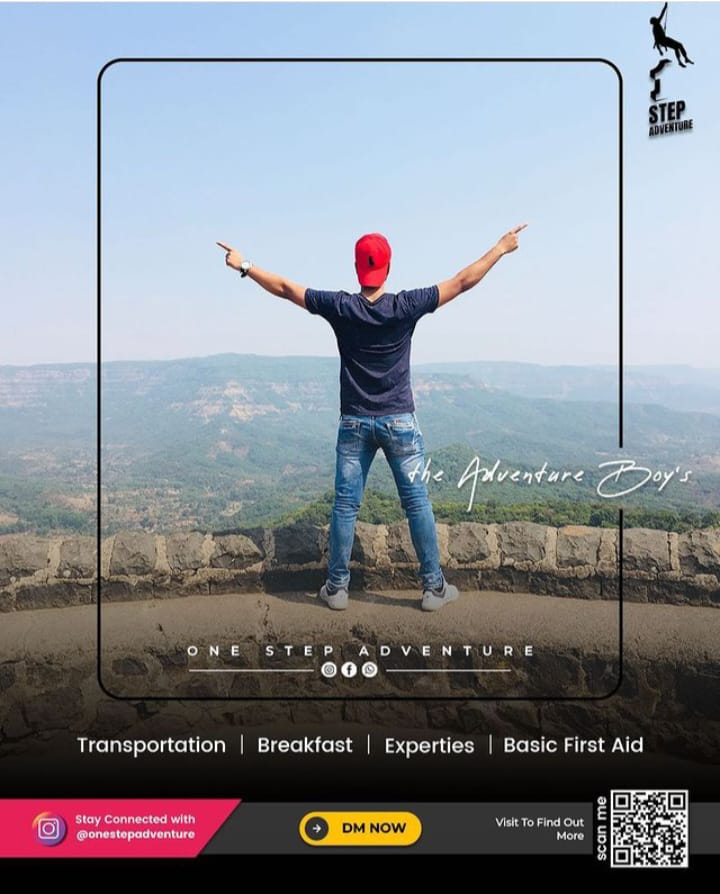 STEP
ADVENTURE
the Adventure Boy's
ONE STEP ADVENTURE
Transportation | Breakfast | Experties | Basic First Aid
Stay Connected with
@onestepadventure
DM NOW
Visit To Find Out
More
scan me